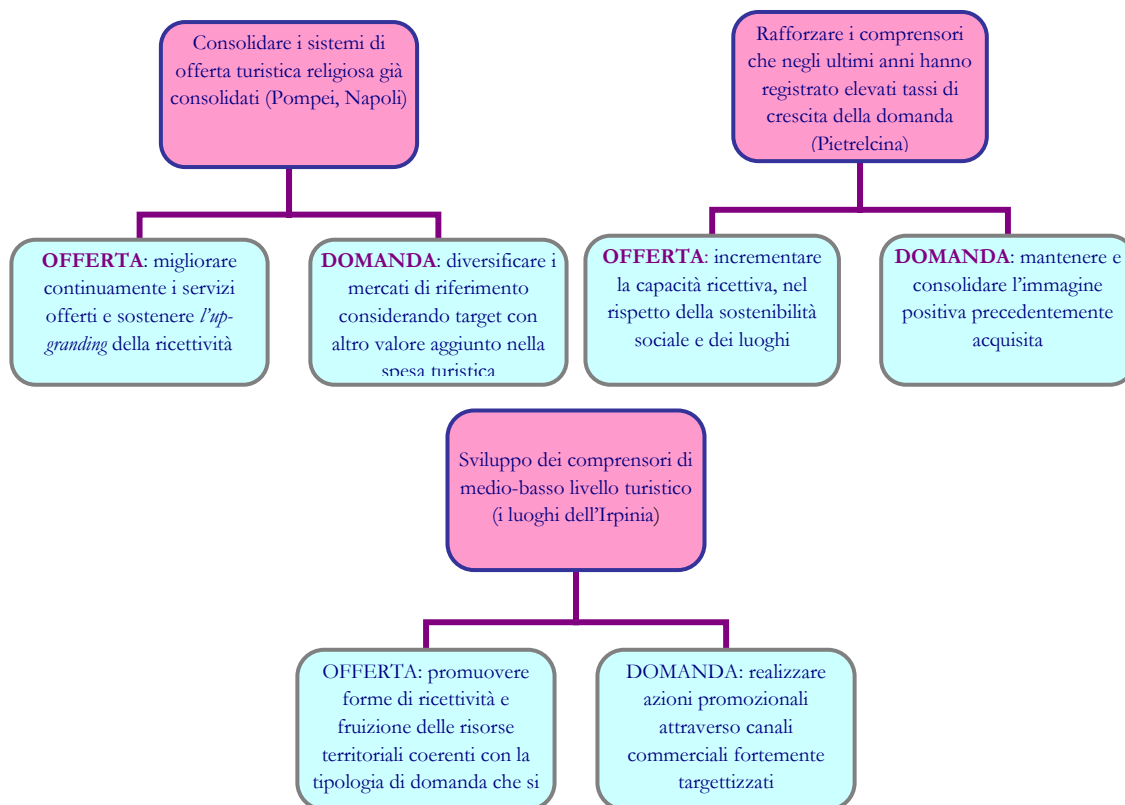 Consolidare i sistemi di
offerta turistica religiosa già
consolidati (Pompei, Napoli)
Rafforzare i comprensori
che negli ultimi anni hanno
registrato elevati tassi di
crescita della domanda
(Pietrelcina)
OFFERTA: migliorare
continuamente i servizi
offerti e sostenere l’up-
granding della ricettività
DOMANDA: diversificare i
mercati di riferimento
considerando target con
altro valore aggiunto nella
spesa turistica
OFFERTA: incrementare
la capacità ricettiva, nel
rispetto della sostenibilità
sociale e dei luoghi
DOMANDA: mantenere e
consolidare l’immagine
positiva precedentemente
acquisita
Sviluppo dei comprensori di
medio-basso livello turistico
(i luoghi dell’Irpinia)
OFFERTA: promuovere
forme di ricettività e
fruizione delle risorse
territoriali coerenti con la
tipologia di domanda che si
DOMANDA: realizzare
azioni promozionali
attraverso canali
commerciali fortemente
targettizzati